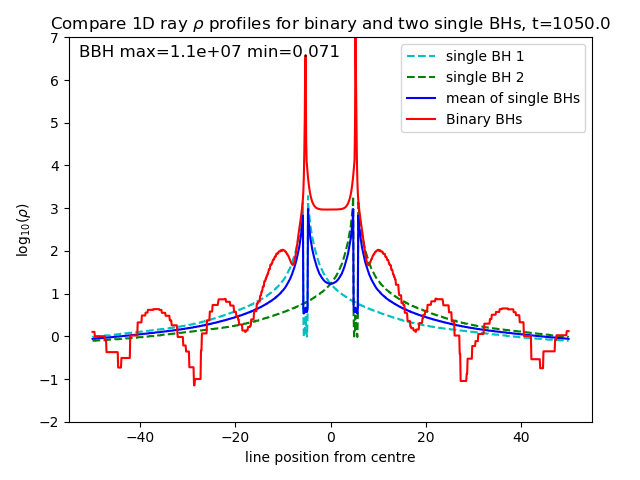 Compare 1D ray ρ profiles for binary and two single BHs, t=1050.0
BBH max=1.1e+07 min=0.071
single BH 1
single BH 2
mean of single BHs
Binary BHs
log₁₀(ρ)
7
6
5
4
3
2
1
0
−1
−2
−40
−20
0
20
40
line position from centre